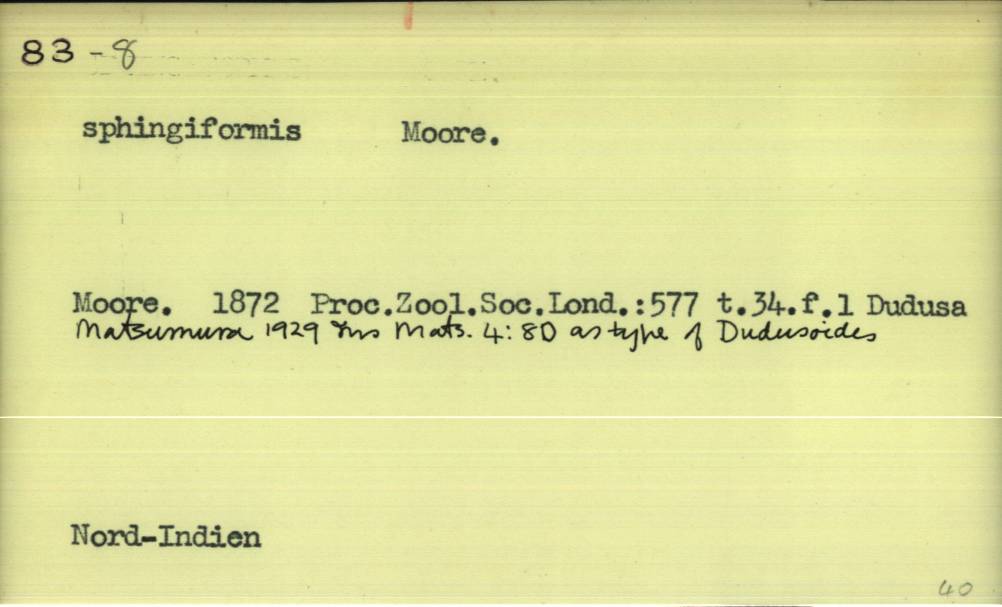 83 - 8
sphingiformis Moore.
Moore. 1872 Proc.Zool.Soc.Lond.:577 t.34.f.1 Dudusa
Matsumura 1929 Ins Mats. 4:80 as type of Dudusoides
Nord-Indien
40